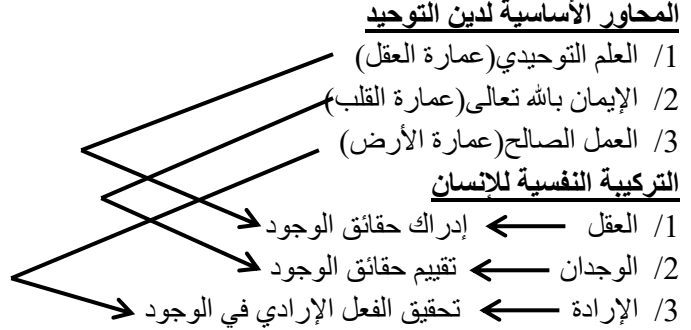 المحاور الأساسية لدين التوحيد
1/ العلم التوحيدي(عمارة العقل)
2/ الإيمان بالله تعالى(عمارة القلب)
3/ العمل الصالح(عمارة الأرض)
التركيبة النفسية للإنسان
1/ العقل إدراك حقائق الوجود
2/ الوجدان تقييم حقائق الوجود
3/ الإرادة تحقيق الفعل الإرادي في الوجود